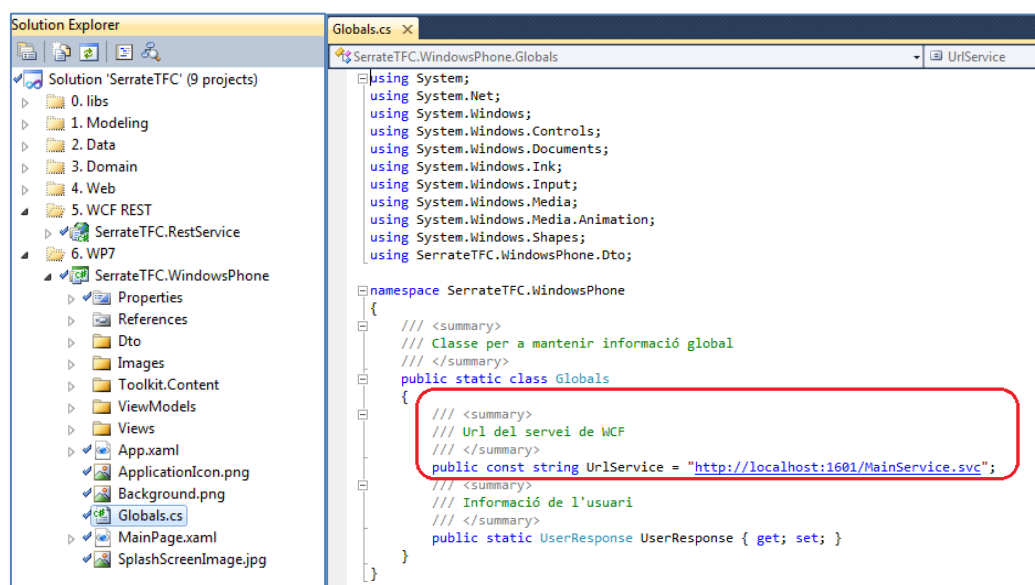 Solution Explorer
Solution 'SerrateTFC' (9 projects)
0. libs
1. Modeling
2. Data
3. Domain
4. Web
5. WCF REST
SerrateTFC.RestService
6. WP7
SerrateTFC.WindowsPhone
Properties
References
Dto
Images
Toolkit.Content
ViewModels
Views
App.xaml
ApplicationIcon.png
Background.png
Globals.cs
MainPage.xaml
SplashScreenImage.jpg
Globals.cs
SerrateTFC.WindowsPhone.Globals
UrlService
using System;
using System.Net;
using System.Windows;
using System.Windows.Controls;
using System.Windows.Documents;
using System.Windows.Ink;
using System.Windows.Input;
using System.Windows.Media;
using System.Windows.Media.Animation;
using System.Windows.Shapes;
using SerrateTFC.WindowsPhone.Dto;
namespace SerrateTFC.WindowsPhone
{
/// <summary>
/// Classe per a mantenir informació global
/// </summary>
public static class Globals
{
/// <summary>
/// Url del servei de WCF
/// </summary>
public const string UrlService = "http://localhost:1601/MainService.svc";
/// <summary>
/// Informació de l'usuari
/// </summary>
public static UserResponse UserResponse { get; set; }
}
}